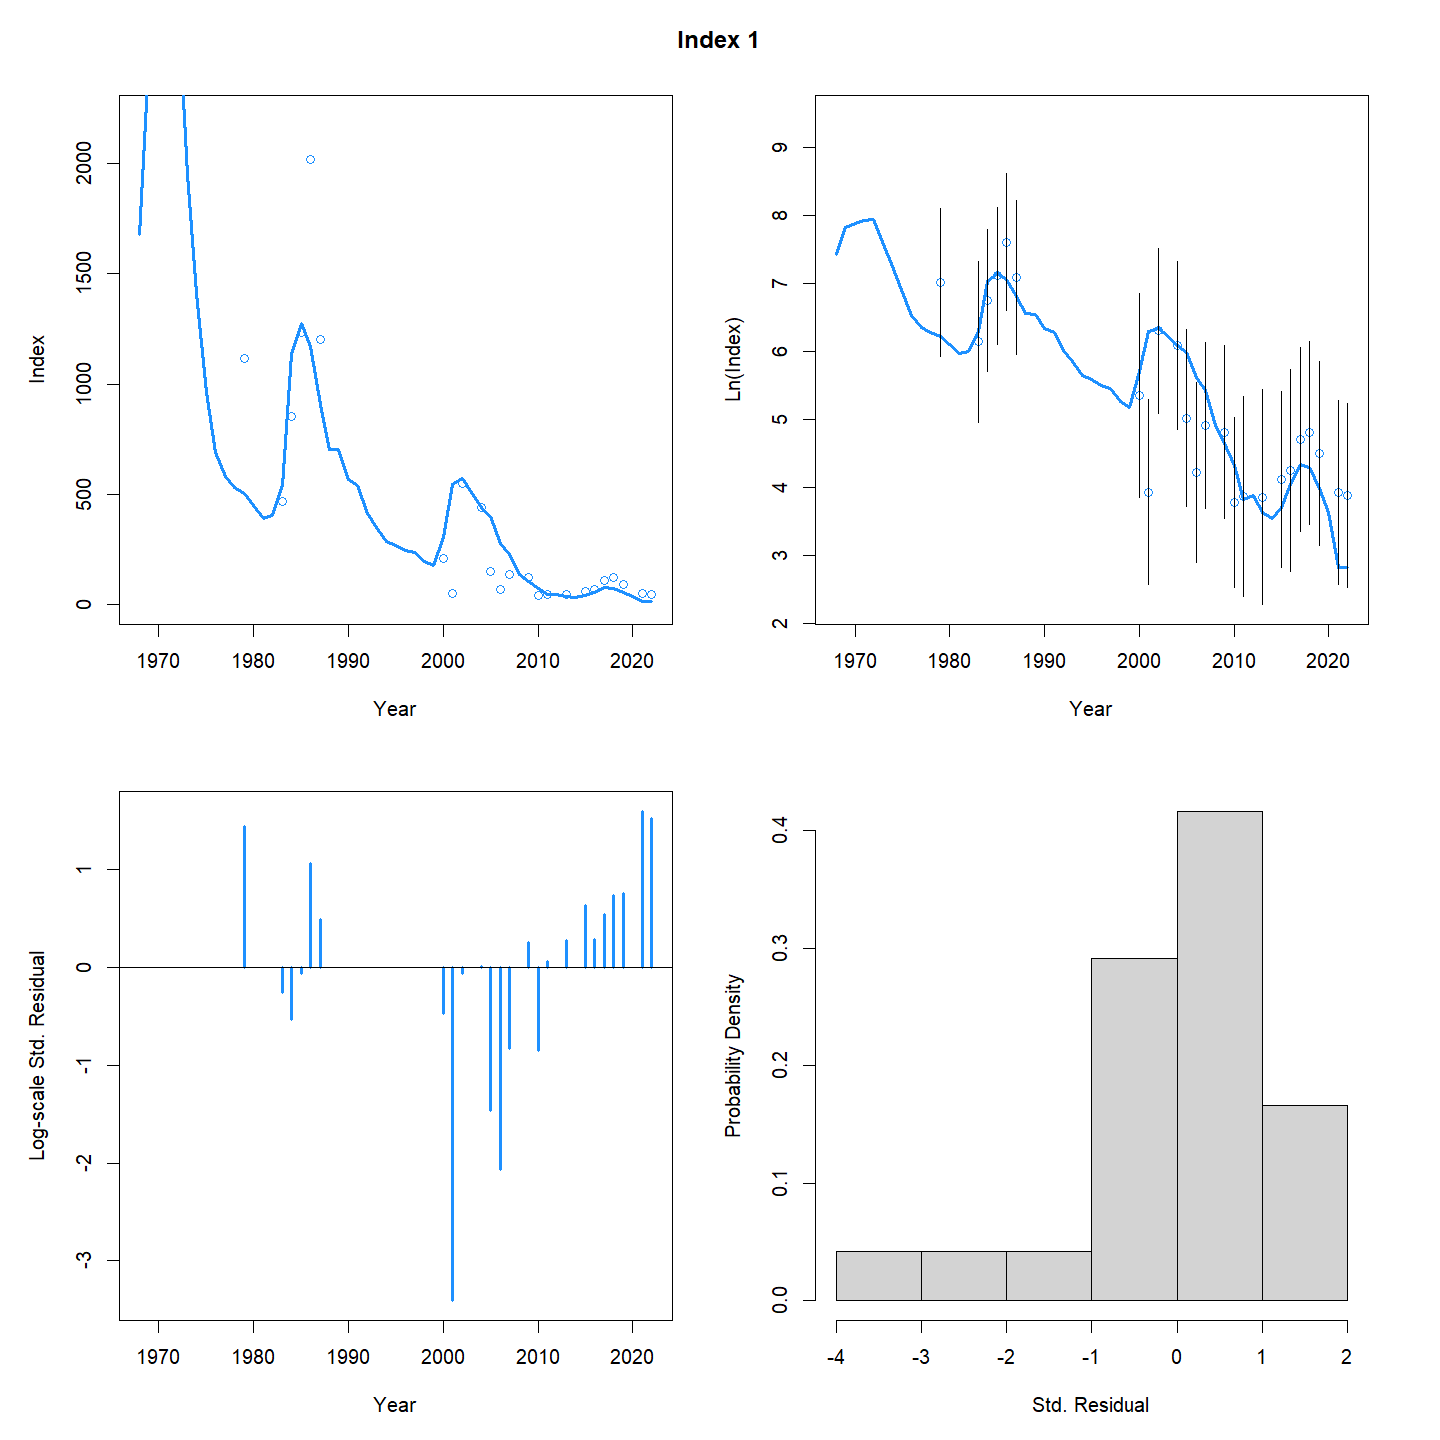 Index 1
Index
2000
1500
1000
500
0
1970 1980 1990 2000 2010 2020
Year
Ln(Index)
9
8
7
6
5
4
3
2
1970 1980 1990 2000 2010 2020
Year
Log-scale Std. Residual
1
0
-1
-2
-3
1970 1980 1990 2000 2010 2020
Year
Probability Density
0.4
0.3
0.2
0.1
0.0
-4 -3 -2 -1 0 1 2
Std. Residual